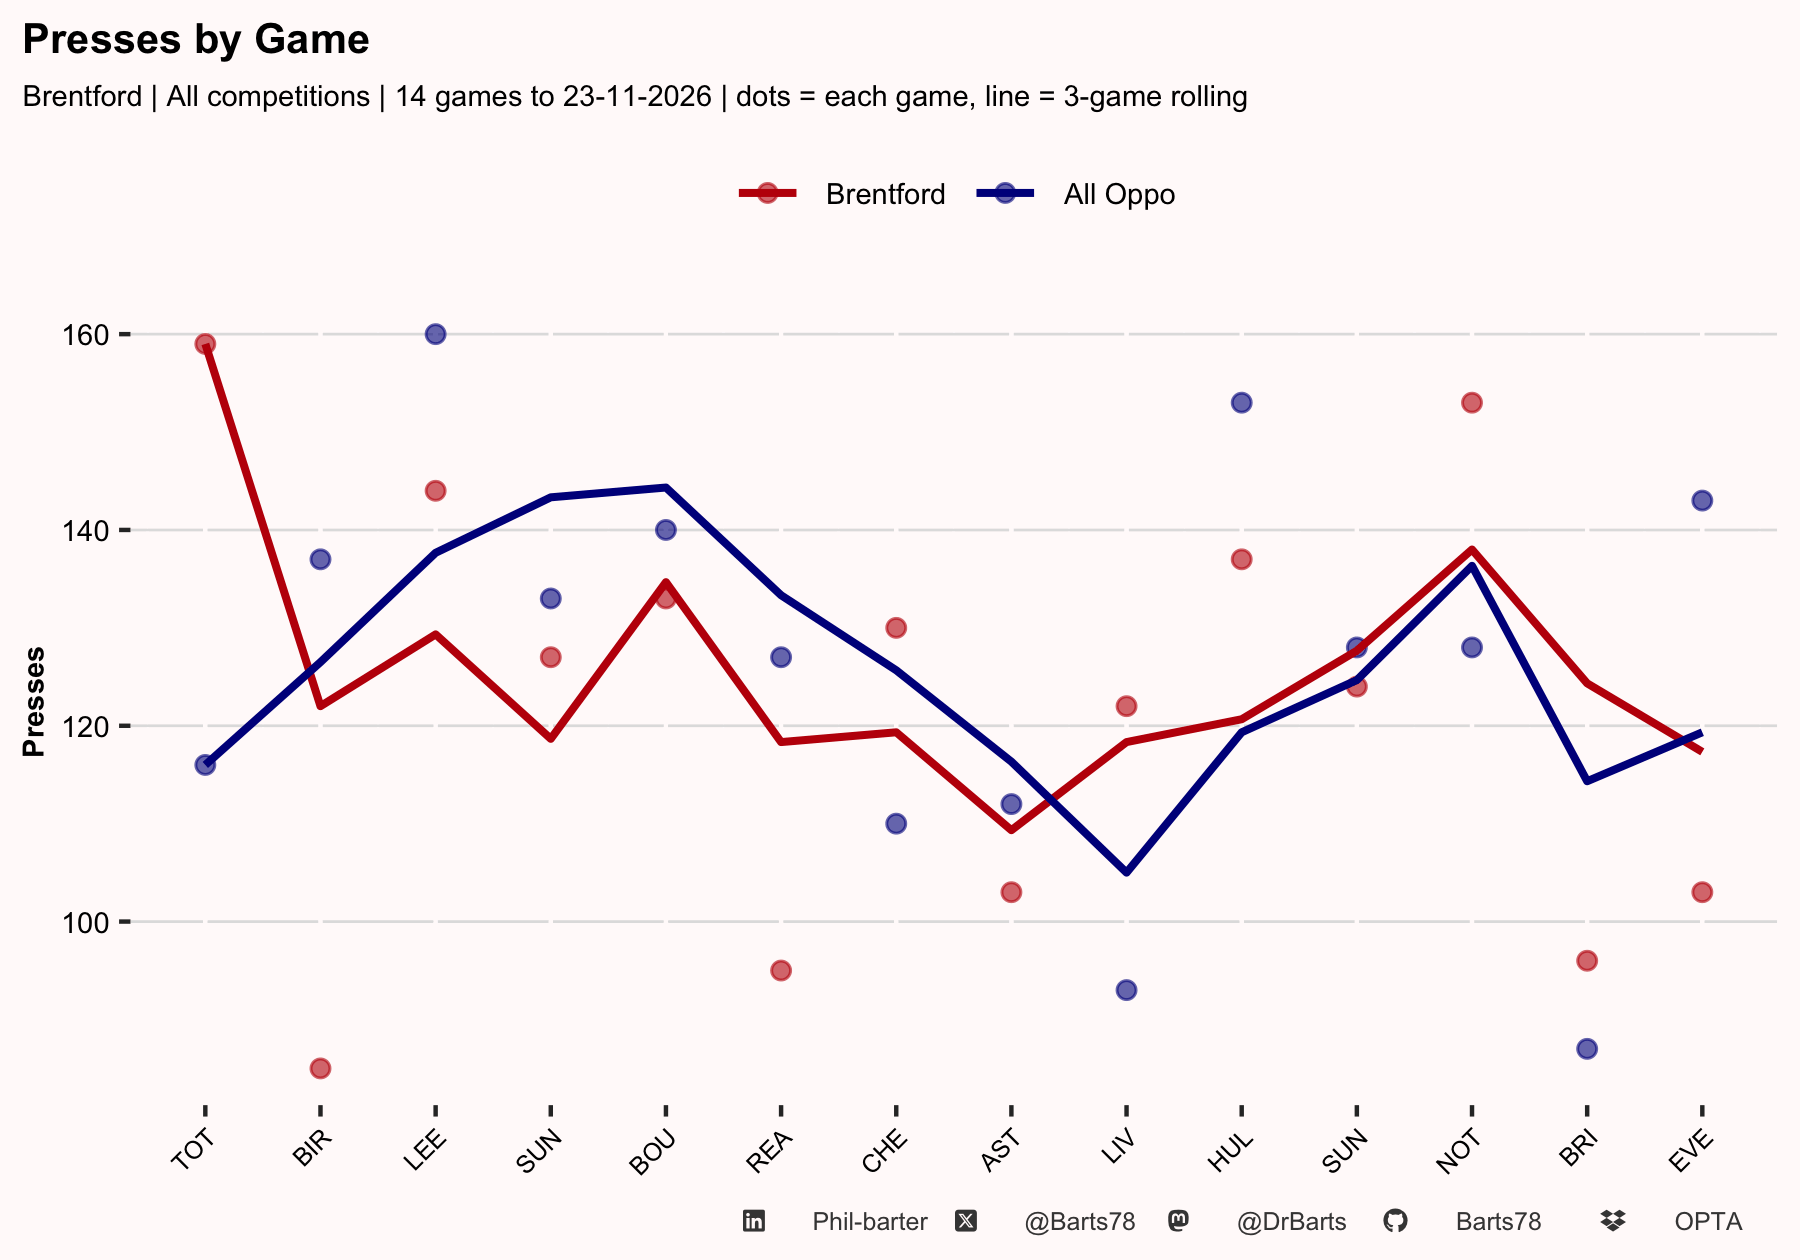 Presses by Game
Brentford | All competitions | 14 games to 23-11-2026 | dots = each game, line = 3-game rolling
Brentford All Oppo
160
140
120
100
Presses
TOT BIR LEE SUN BOU REA CHE AST LIV HUL SUN NOT BRI EVE
Phil-barter @Barts78 @DrBarts Barts78 OPTA